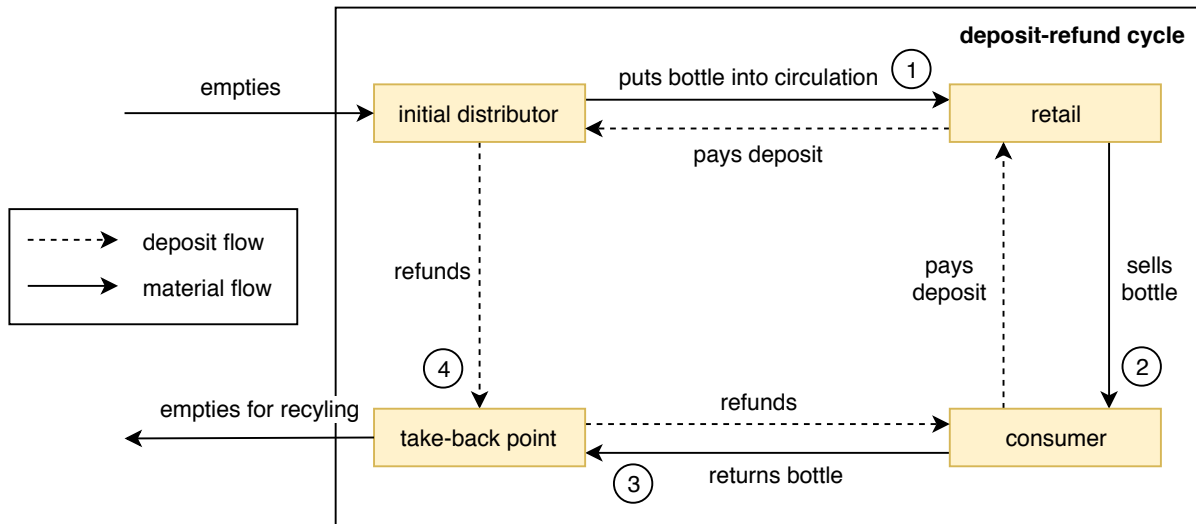 deposit-refund cycle
empties
puts bottle into circulation
1
initial distributor
retail
pays deposit
deposit flow
material flow
refunds
pays
deposit
sells
bottle
4
2
empties for recyling
refunds
take-back point
consumer
3
returns bottle